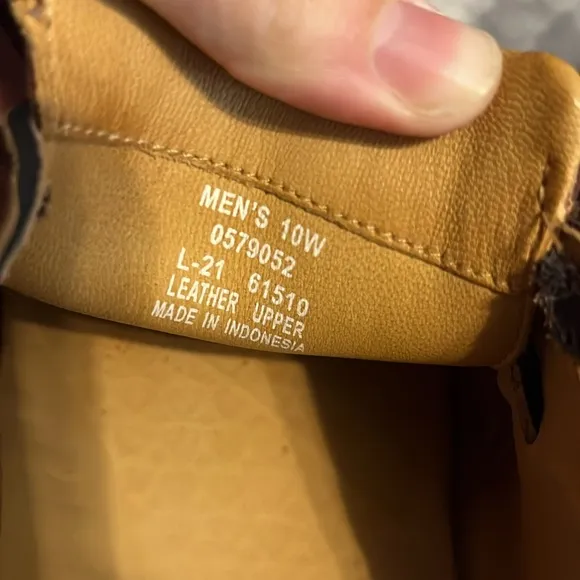 MEN'S 10W
0579052
L-21 61510
LEATHER UPPER
MADE IN INDONESIA